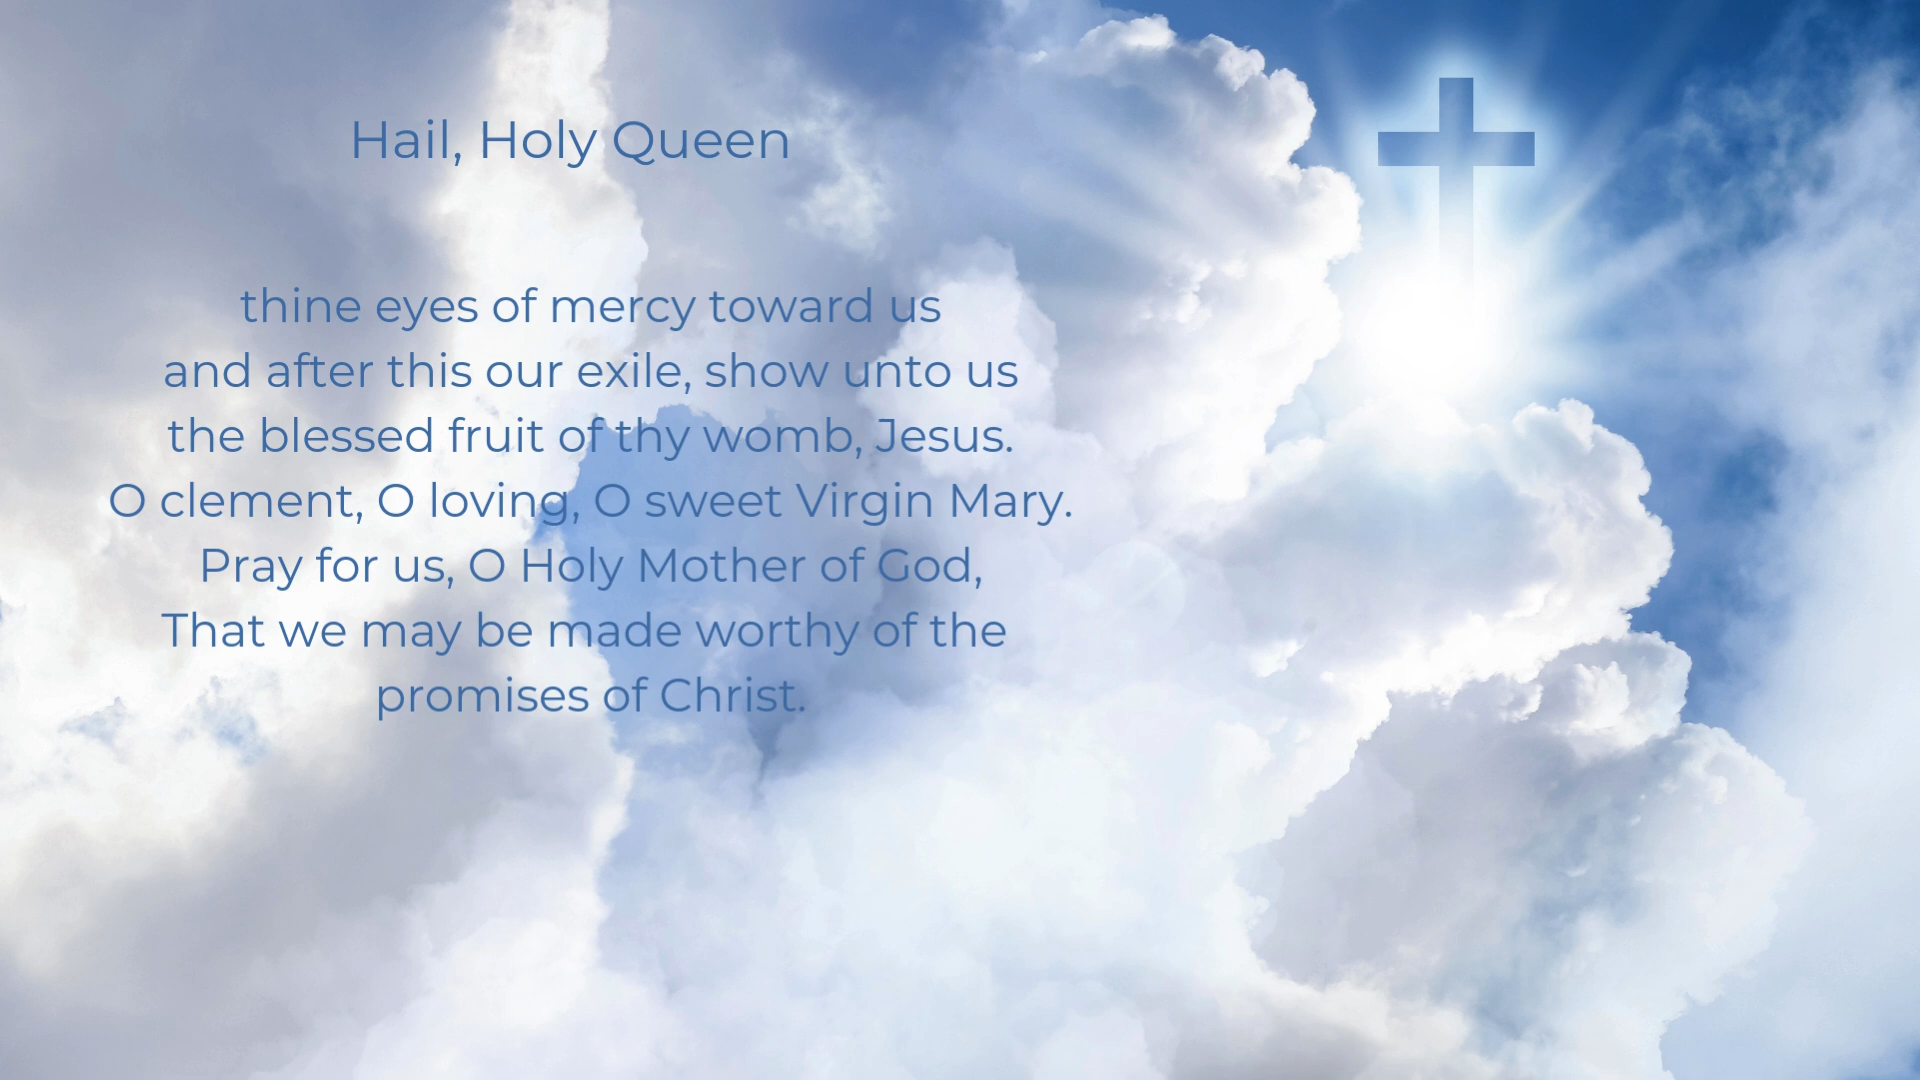 Hail, Holy Queen
thine eyes of mercy toward us
and after this our exile, show unto us
the blessed fruit of thy womb, Jesus.
O clement, O loving, O sweet Virgin Mary.
Pray for us, O Holy Mother of God,
That we may be made worthy of the
promises of Christ.